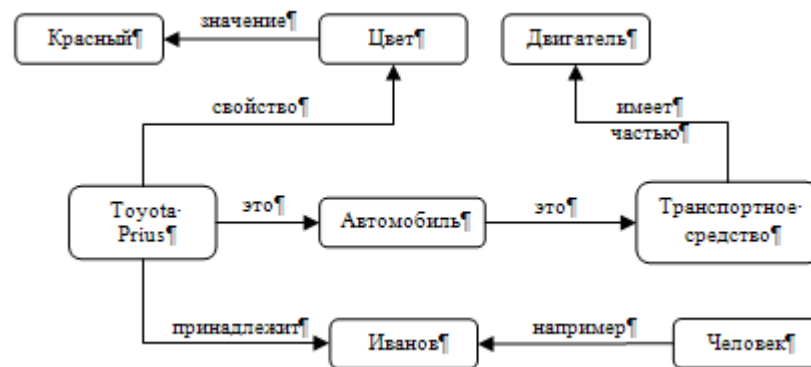 Красный¶
значение¶
Цвет¶
Двигатель¶
свойство¶
имеет¶
частью¶
Toyota·
Prius¶
это¶
Автомобиль¶
это¶
Транспортное·
средство¶
принадлежит¶
Иванов¶
например¶
Человек¶